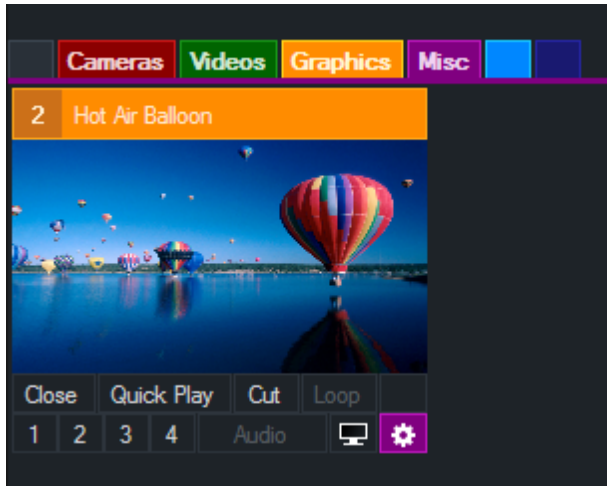 Cameras Videos Graphics Misc
2 Hot Air Balloon
Close Quick Play Cut Loop
1 2 3 4 Audio